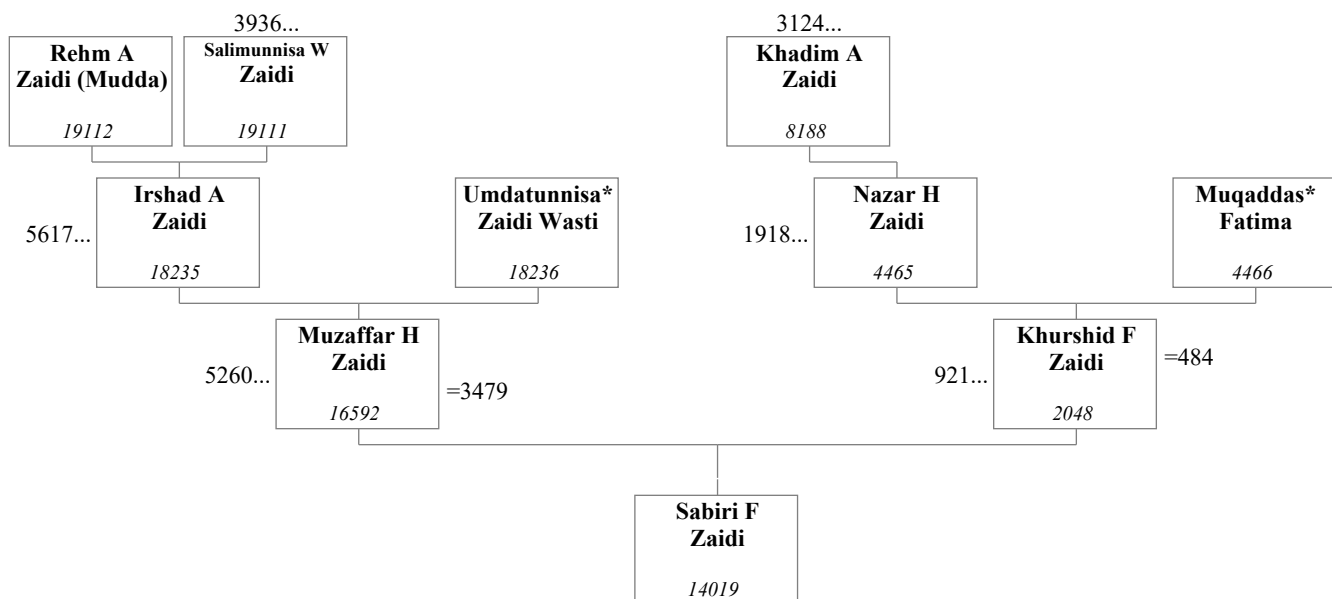 3936...
3124...
Rehm A
Zaidi (Mudda)
19112
Salimunnisa W
Zaidi
19111
Khadim A
Zaidi
8188
5617...
Irshad A
Zaidi
18235
Umdatunnisa*
Zaidi Wasti
18236
1918...
Nazar H
Zaidi
4465
Muqaddas*
Fatima
4466
5260...
Muzaffar H
Zaidi
16592
=3479
921...
Khurshid F
Zaidi
2048
=484
Sabiri F
Zaidi
14019